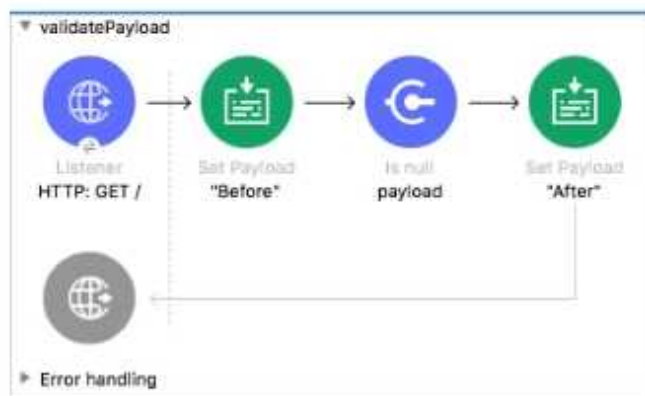 validatePayload
Listener
HTTP: GET /
Set Payload
"Before"
Is null
payload
Set Payload
"After"
Error handling